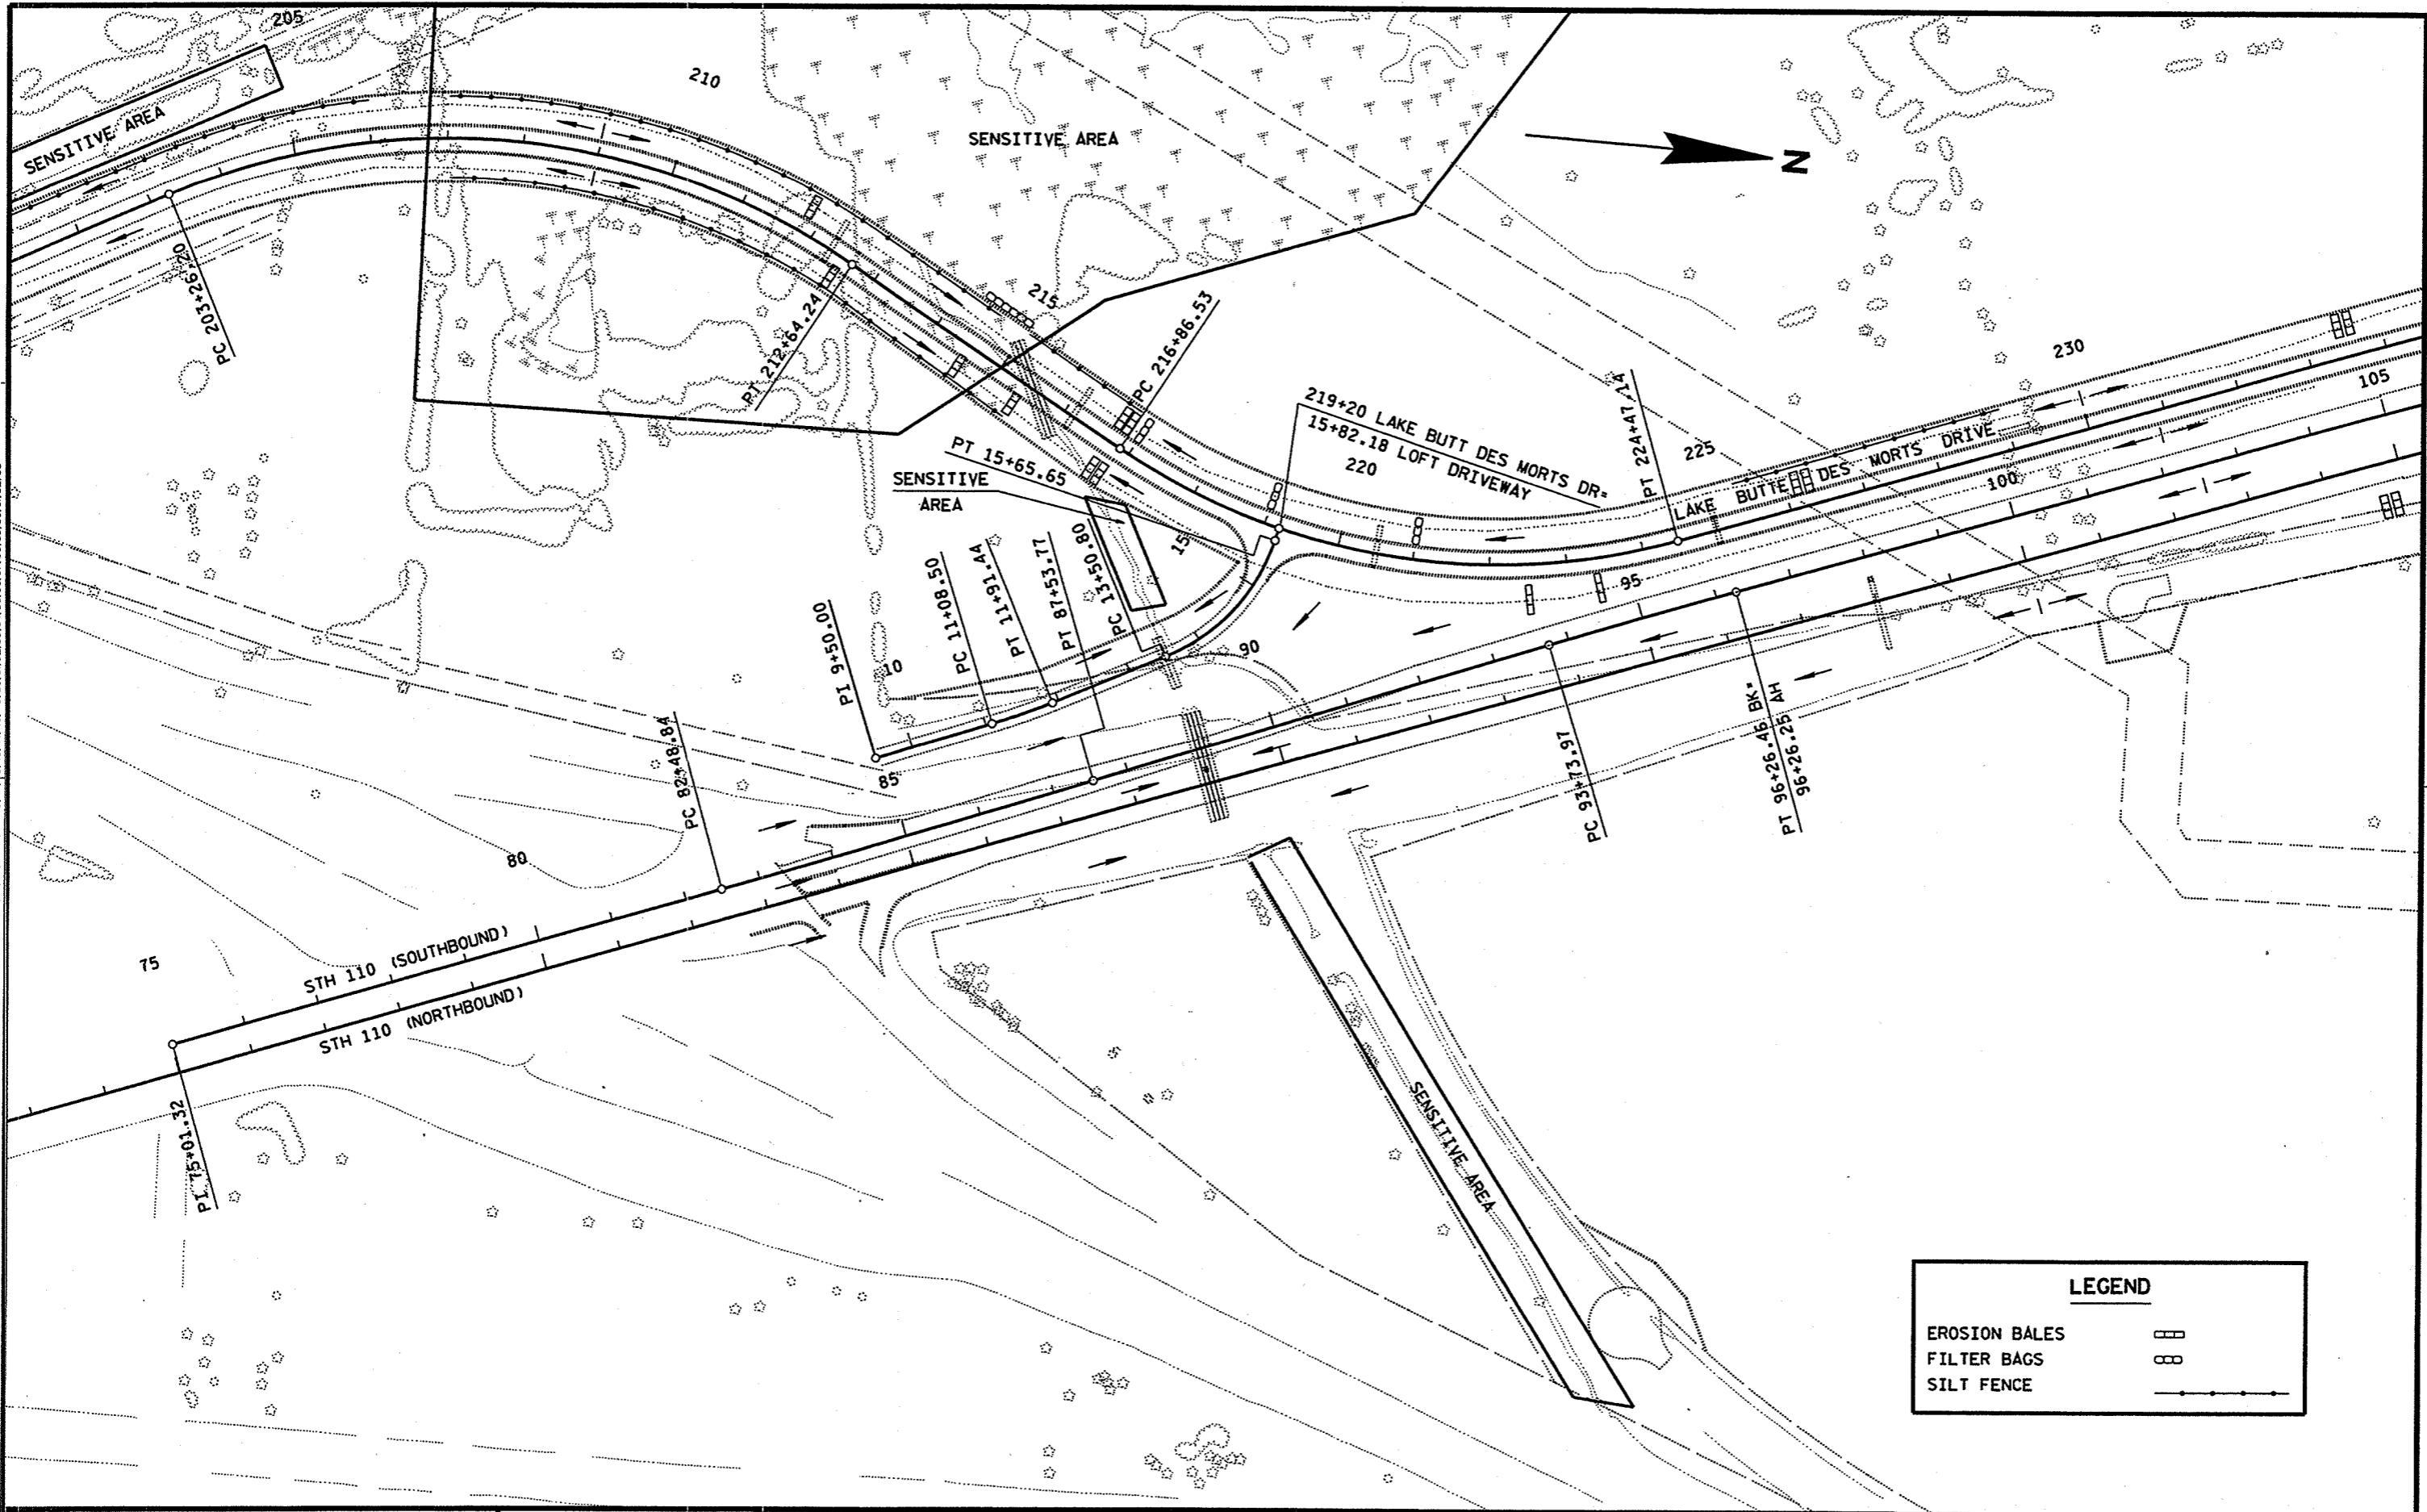 205
210
SENSITIVE AREA
SENSITIVE AREA
N
PC 203+26.20
215
PT 212+64.24
PC 216+86.53
230
105
219+20 LAKE BUTT DES MORTS DR=
15+82.18 LOFT DRIVEWAY
220
PT 224+47.14
225
LAKE BUTTE DES MORTS DRIVE
100
PT 15+65.65
SENSITIVE
AREA
15
95
PI 9+50.00
10
PC 11+08.50
PT 11+91.44
PT 87+53.77
PC 13+50.80
90
PC 82+48.84
85
80
PC 93+73.97
PT 96+26.46 BK=
96+26.25 AH
75
STH 110 (SOUTHBOUND)
STH 110 (NORTHBOUND)
PI 75+01.32
SENSITIVE AREA
LEGEND
EROSION BALES
FILTER BAGS
SILT FENCE